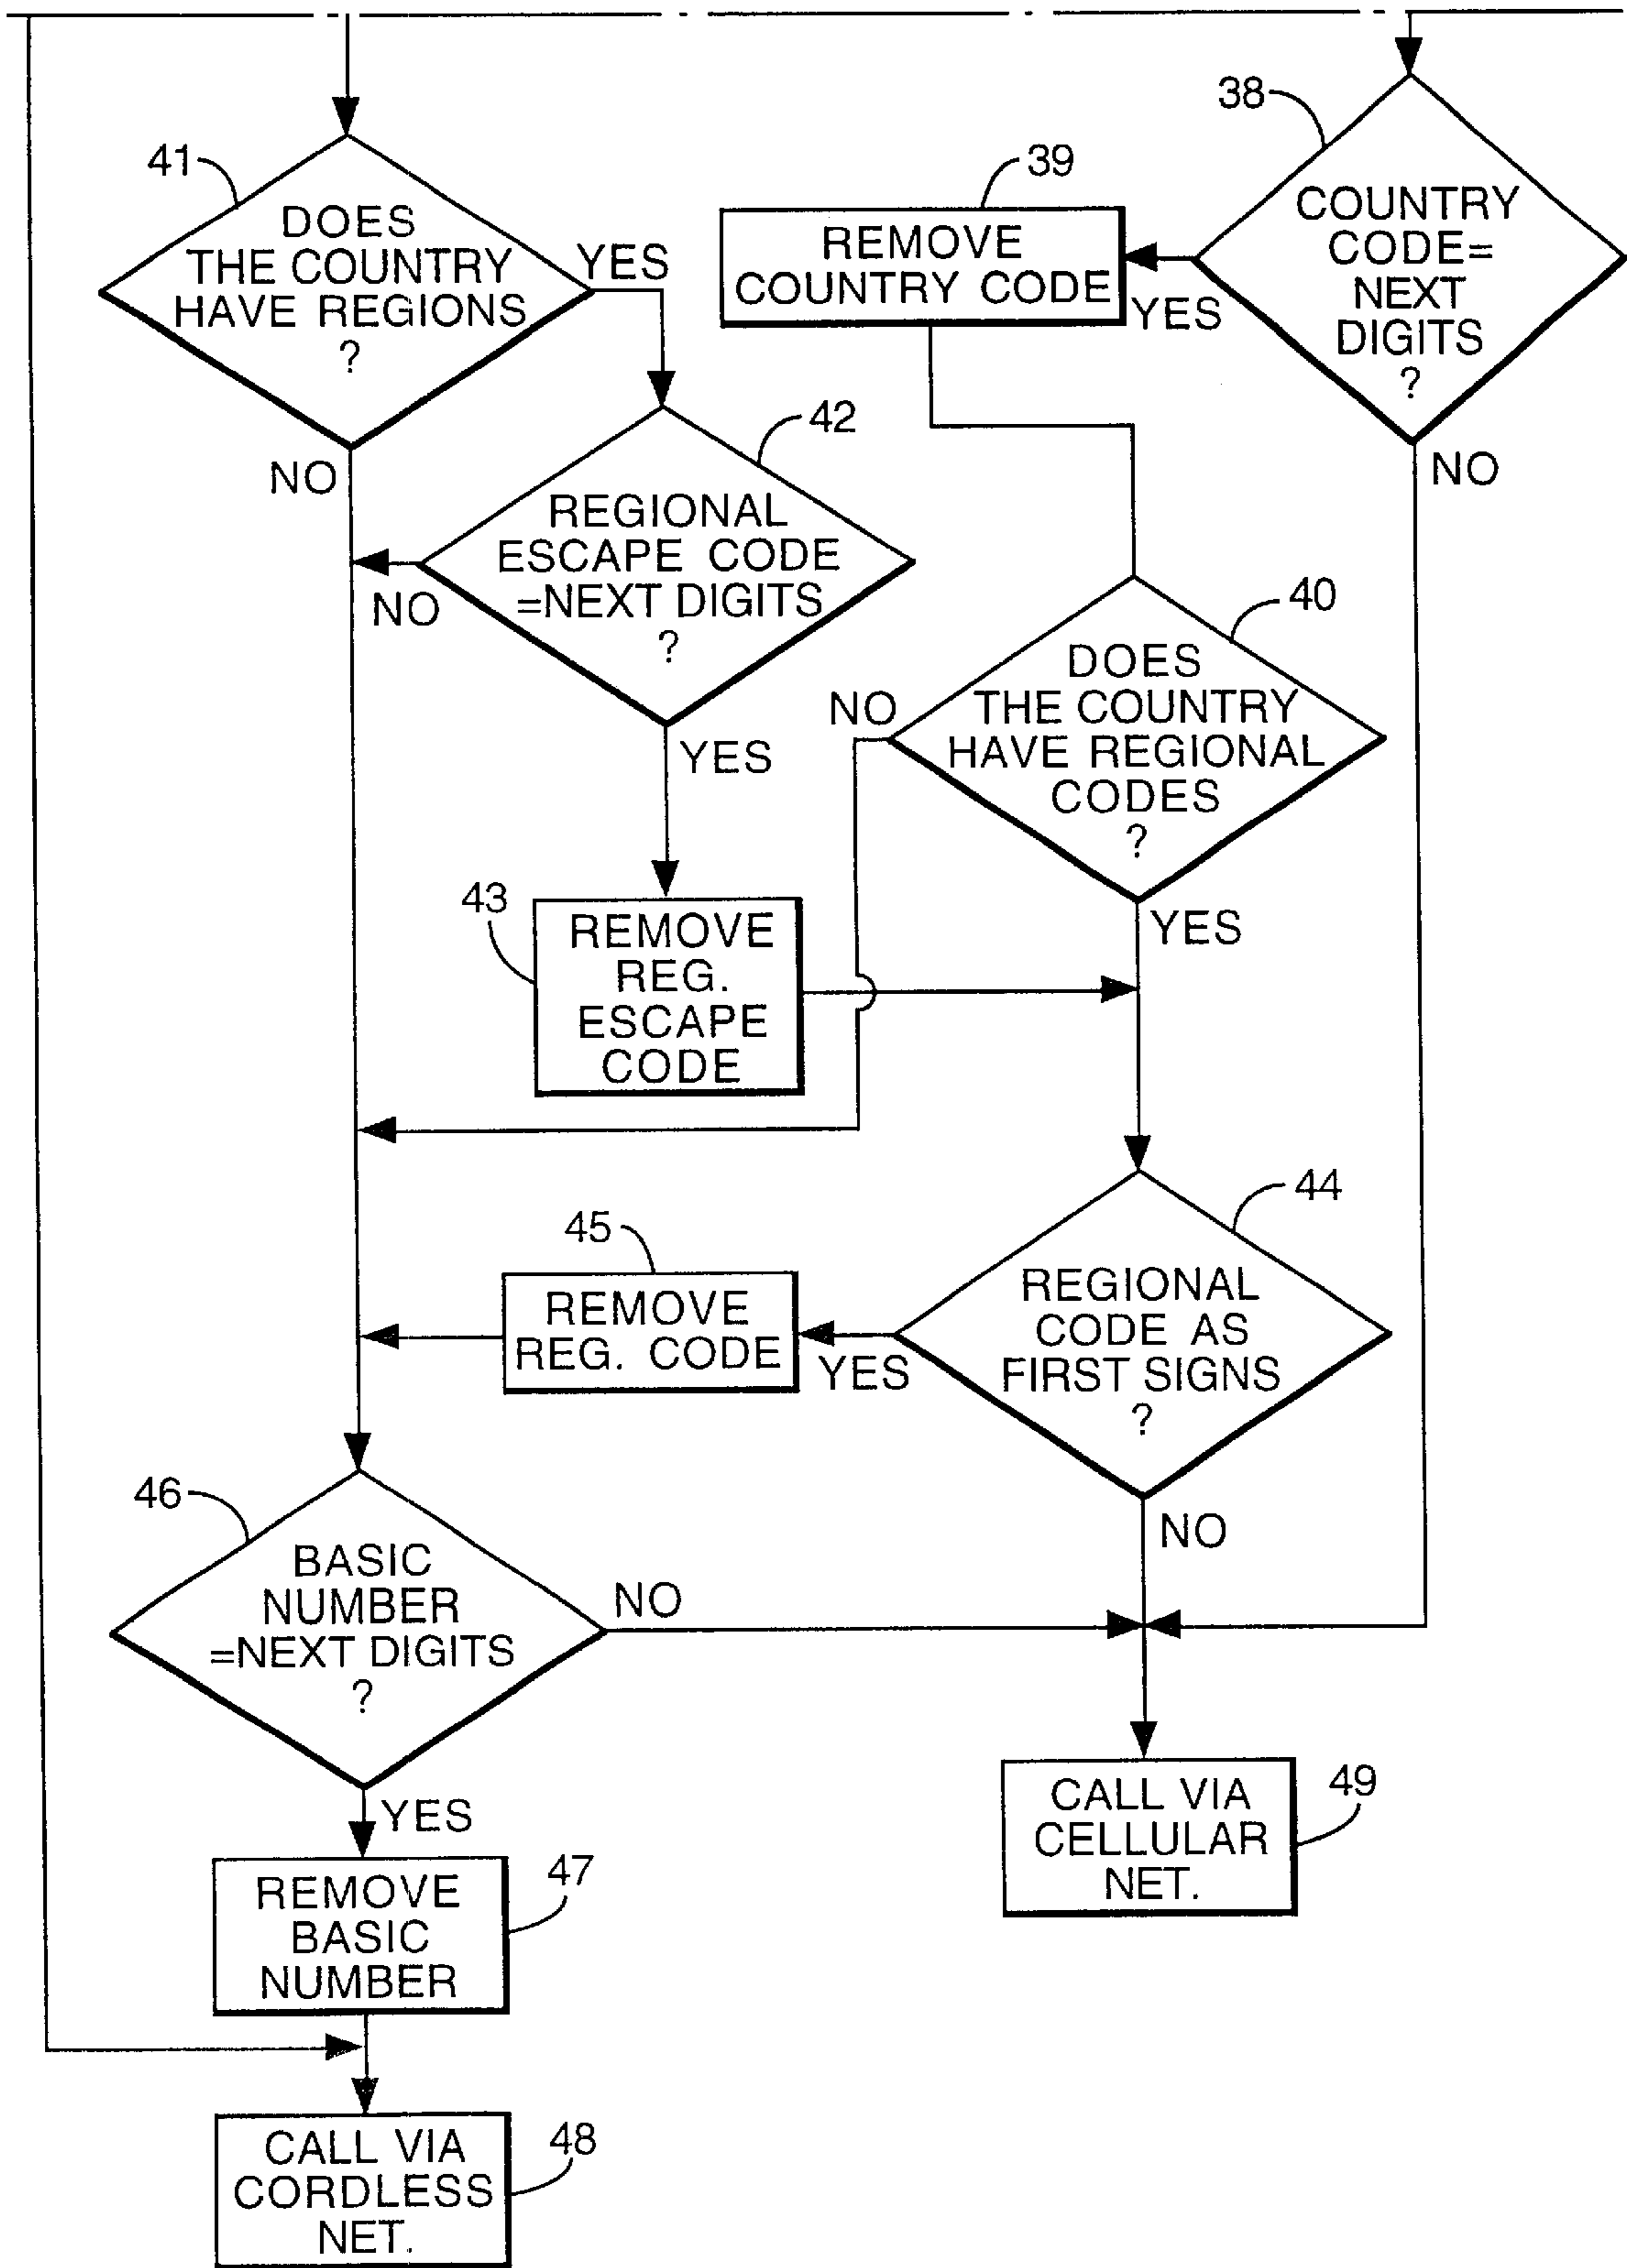 38
COUNTRY
CODE=
NEXT
DIGITS
?
YES
NO
39
REMOVE
COUNTRY CODE
41
DOES
THE COUNTRY
HAVE REGIONS
?
YES
NO
42
REGIONAL
ESCAPE CODE
=NEXT DIGITS
?
NO
YES
40
DOES
THE COUNTRY
HAVE REGIONAL
CODES
?
NO
YES
43
REMOVE
REG.
ESCAPE
CODE
44
REGIONAL
CODE AS
FIRST SIGNS
?
YES
NO
45
REMOVE
REG. CODE
46
BASIC
NUMBER
=NEXT DIGITS
?
NO
YES
47
REMOVE
BASIC
NUMBER
49
CALL VIA
CELLULAR
NET.
48
CALL VIA
CORDLESS
NET.